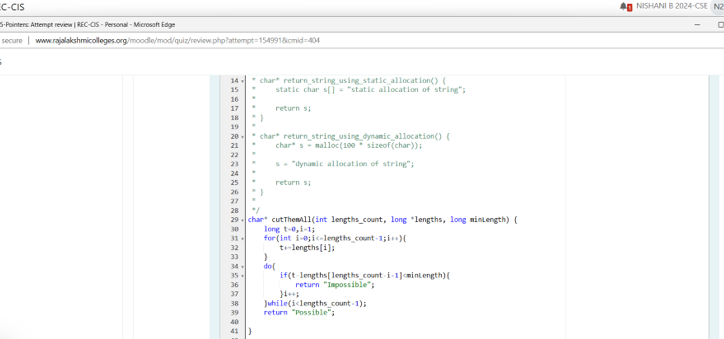 EC-CIS
1 NIISHANI B 2024-CSE N2
5-Pointers: Attempt review | REC-CIS - Personal - Microsoft Edge
secure | www.rajalakshmicolleges.org/moodle/mod/quiz/review.php?attempt=154991&cmid=404
14 * char* return_string_using_static_allocation() {
15 *     static char s[] = "static allocation of string";
16 *
17 *     return s;
18 * }
19 *
20 * char* return_string_using_dynamic_allocation() {
21 *     char* s = malloc(100 * sizeof(char));
22 *
23 *     s = "dynamic allocation of string";
24 *
25 *     return s;
26 * }
27 *
28 */
29 char* cutThemAll(int lengths_count, long *lengths, long minLength) {
30     long t=0,i=1;
31     for(int i=0;i<=lengths_count-1;i++){
32         t+=lengths[i];
33     }
34     do{
35         if(t-lengths[lengths_count-i-1]<minLength){
36             return "Impossible";
37         }i++;
38     }while(i<lengths_count-1);
39     return "Possible";
40
41 }